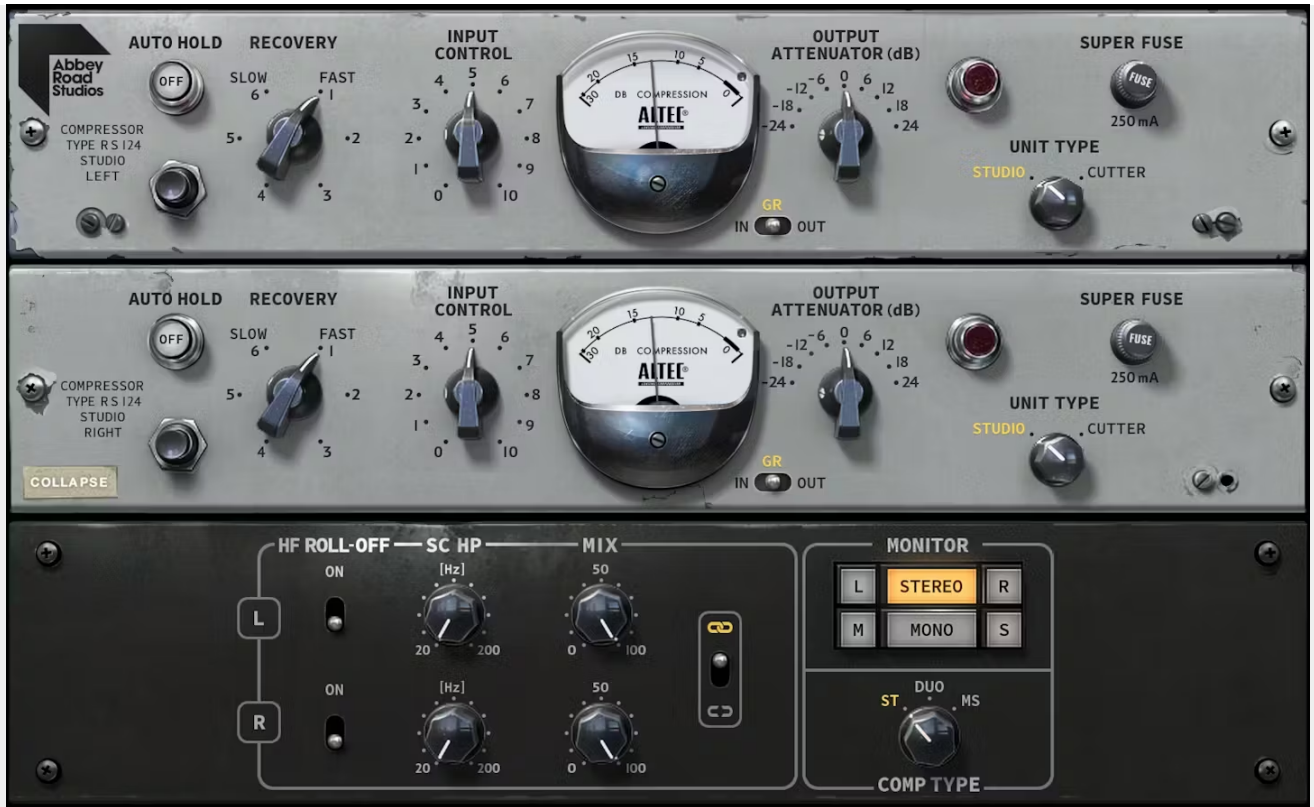 Abbey
Road
Studios
AUTO HOLD
OFF
RECOVERY
SLOW FAST
6 1
5 2
4 3
INPUT
CONTROL
5
4 6
3 7
2 8
1 9
0 10
30 20 15 10 5 0
DB COMPRESSION
ALTEC®
OUTPUT
ATTENUATOR (dB)
-6 0 6
-12 12
-18 18
-24 24
SUPER FUSE
FUSE
250 mA
COMPRESSOR
TYPE RS124
STUDIO
LEFT
UNIT TYPE
STUDIO CUTTER
GR
IN OUT
AUTO HOLD
OFF
RECOVERY
SLOW FAST
6 1
5 2
4 3
INPUT
CONTROL
5
4 6
3 7
2 8
1 9
0 10
30 20 15 10 5 0
DB COMPRESSION
ALTEC®
OUTPUT
ATTENUATOR (dB)
-6 0 6
-12 12
-18 18
-24 24
SUPER FUSE
FUSE
250 mA
COMPRESSOR
TYPE RS124
STUDIO
RIGHT
UNIT TYPE
STUDIO CUTTER
GR
IN OUT
COLLAPSE
HF ROLL-OFF SC HP MIX
L
ON
[Hz]
20 200
50
0 100
R
ON
[Hz]
20 200
50
0 100
MONITOR
L STEREO R
M MONO S
DUO
ST MS
COMP TYPE